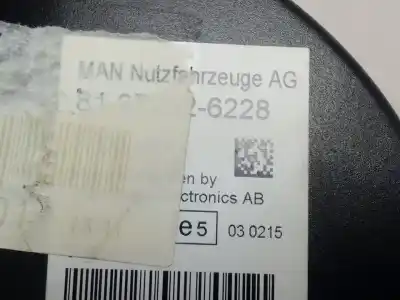 MAN Nutzfahrzeuge AG
2-6228
en by
ctronics AB
e5 03 0215